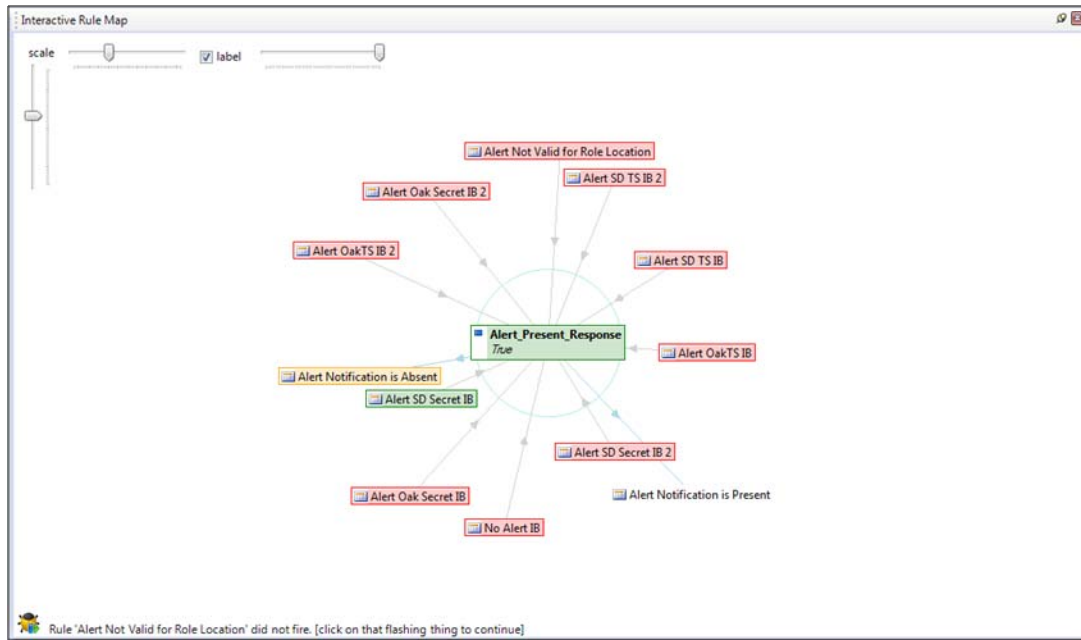 Interactive Rule Map
scale
label
Alert Not Valid for Role Location
Alert SD TS IB 2
Alert Oak Secret IB 2
Alert OakTS IB 2
Alert SD TS IB
Alert_Present_Response
True
Alert OakTS IB
Alert Notification is Absent
Alert SD Secret IB
Alert SD Secret IB 2
Alert Oak Secret IB
Alert Notification is Present
No Alert IB
Rule 'Alert Not Valid for Role Location' did not fire. [click on that flashing thing to continue]